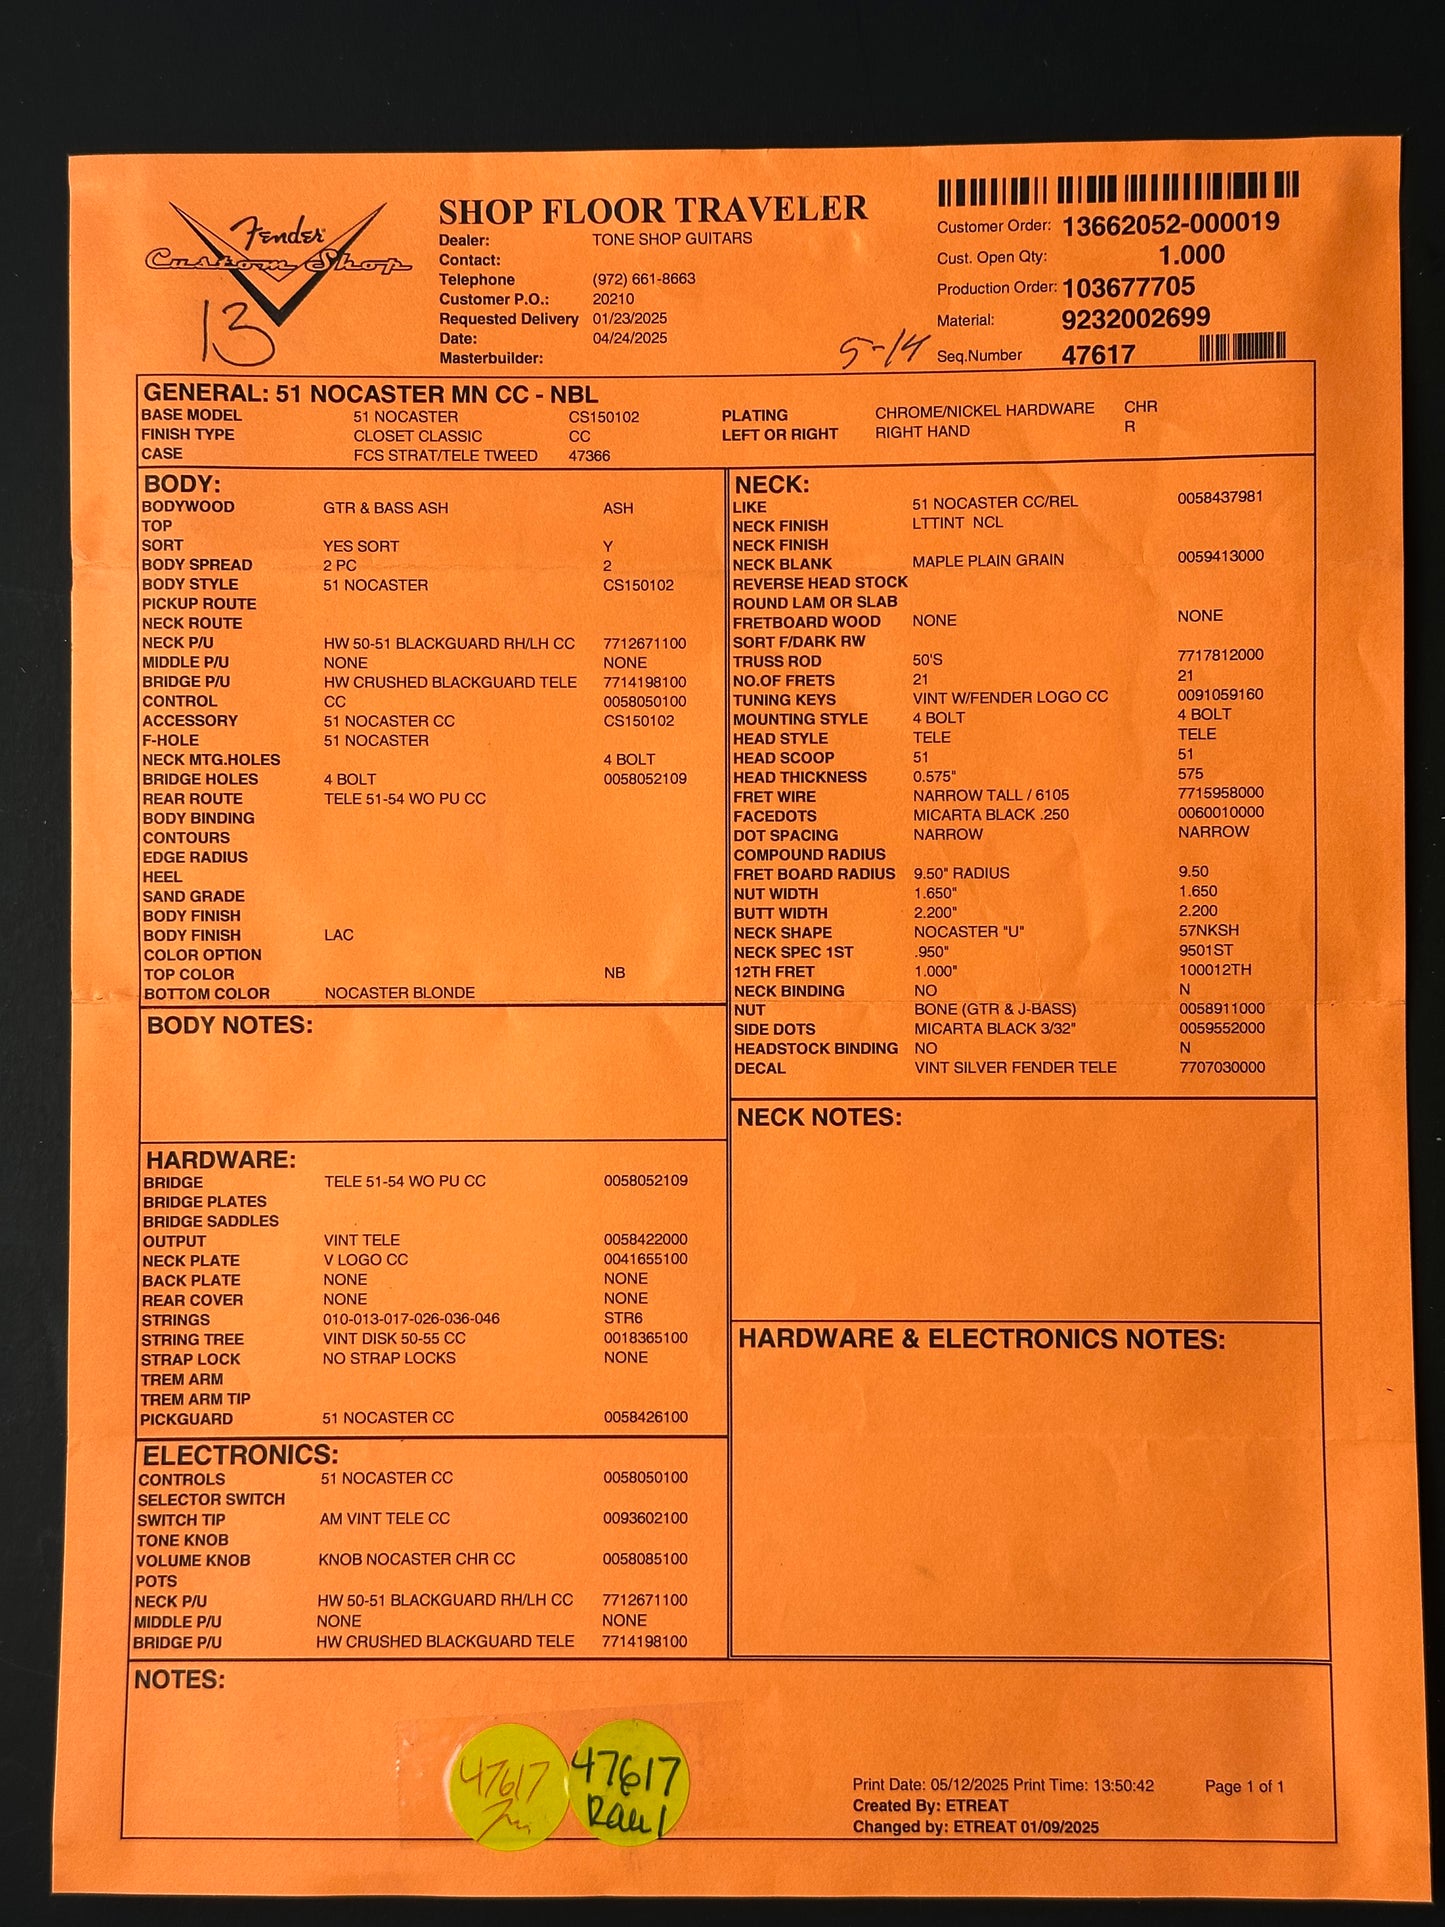 Fender
Custom Shop
13
SHOP FLOOR TRAVELER
Dealer: TONE SHOP GUITARS
Contact:
Telephone (972) 661-8663
Customer P.O.: 20210
Requested Delivery 01/23/2025
Date: 04/24/2025
Masterbuilder:
5-14
Customer Order: 13662052-000019
Cust. Open Qty: 1.000
Production Order: 103677705
Material: 9232002699
Seq.Number 47617
GENERAL: 51 NOCASTER MN CC - NBL
BASE MODEL 51 NOCASTER CS150102
FINISH TYPE CLOSET CLASSIC CC
CASE FCS STRAT/TELE TWEED 47366
PLATING CHROME/NICKEL HARDWARE CHR
LEFT OR RIGHT RIGHT HAND R
BODY:
BODYWOOD GTR & BASS ASH ASH
TOP
SORT YES SORT Y
BODY SPREAD 2 PC 2
BODY STYLE 51 NOCASTER CS150102
PICKUP ROUTE
NECK ROUTE
NECK P/U HW 50-51 BLACKGUARD RH/LH CC 7712671100
MIDDLE P/U NONE NONE
BRIDGE P/U HW CRUSHED BLACKGUARD TELE 7714198100
CONTROL CC 0058050100
ACCESSORY 51 NOCASTER CC CS150102
F-HOLE 51 NOCASTER
NECK MTG.HOLES 4 BOLT
BRIDGE HOLES 4 BOLT 0058052109
REAR ROUTE TELE 51-54 WO PU CC
BODY BINDING
CONTOURS
EDGE RADIUS
HEEL
SAND GRADE
BODY FINISH
BODY FINISH LAC
COLOR OPTION
TOP COLOR NB
BOTTOM COLOR NOCASTER BLONDE
BODY NOTES:
HARDWARE:
BRIDGE TELE 51-54 WO PU CC 0058052109
BRIDGE PLATES
BRIDGE SADDLES
OUTPUT VINT TELE 0058422000
NECK PLATE V LOGO CC 0041655100
BACK PLATE NONE NONE
REAR COVER NONE NONE
STRINGS 010-013-017-026-036-046 STR6
STRING TREE VINT DISK 50-55 CC 0018365100
STRAP LOCK NO STRAP LOCKS NONE
TREM ARM
TREM ARM TIP
PICKGUARD 51 NOCASTER CC 0058426100
ELECTRONICS:
CONTROLS 51 NOCASTER CC 0058050100
SELECTOR SWITCH
SWITCH TIP AM VINT TELE CC 0093602100
TONE KNOB
VOLUME KNOB KNOB NOCASTER CHR CC 0058085100
POTS
NECK P/U HW 50-51 BLACKGUARD RH/LH CC 7712671100
MIDDLE P/U NONE NONE
BRIDGE P/U HW CRUSHED BLACKGUARD TELE 7714198100
NECK:
LIKE 51 NOCASTER CC/REL 0058437981
NECK FINISH LTTINT NCL
NECK FINISH
NECK BLANK MAPLE PLAIN GRAIN 0059413000
REVERSE HEAD STOCK
ROUND LAM OR SLAB
FRETBOARD WOOD NONE NONE
SORT F/DARK RW
TRUSS ROD 50'S 7717812000
NO.OF FRETS 21 21
TUNING KEYS VINT W/FENDER LOGO CC 0091059160
MOUNTING STYLE 4 BOLT 4 BOLT
HEAD STYLE TELE TELE
HEAD SCOOP 51 51
HEAD THICKNESS 0.575" 575
FRET WIRE NARROW TALL / 6105 7715958000
FACEDOTS MICARTA BLACK .250 0060010000
DOT SPACING NARROW NARROW
COMPOUND RADIUS
FRET BOARD RADIUS 9.50" RADIUS 9.50
NUT WIDTH 1.650" 1.650
BUTT WIDTH 2.200" 2.200
NECK SHAPE NOCASTER "U" 57NKSH
NECK SPEC 1ST .950" 9501ST
12TH FRET 1.000" 100012TH
NECK BINDING NO N
NUT BONE (GTR & J-BASS) 0058911000
SIDE DOTS MICARTA BLACK 3/32" 0059552000
HEADSTOCK BINDING NO N
DECAL VINT SILVER FENDER TELE 7707030000
NECK NOTES:
HARDWARE & ELECTRONICS NOTES:
NOTES:
47617
47617
Raul
Print Date: 05/12/2025 Print Time: 13:50:42 Page 1 of 1
Created By: ETREAT
Changed by: ETREAT 01/09/2025